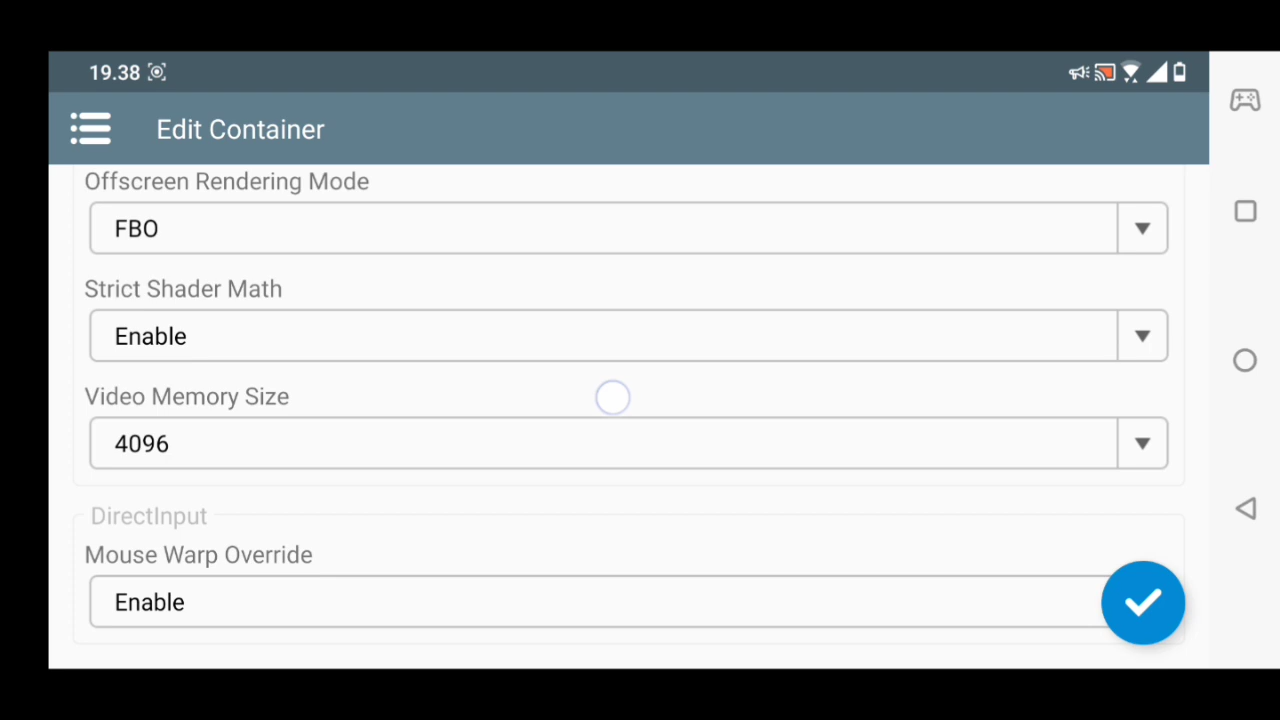 19.38
Edit Container
Offscreen Rendering Mode
FBO
Strict Shader Math
Enable
Video Memory Size
4096
DirectInput
Mouse Warp Override
Enable